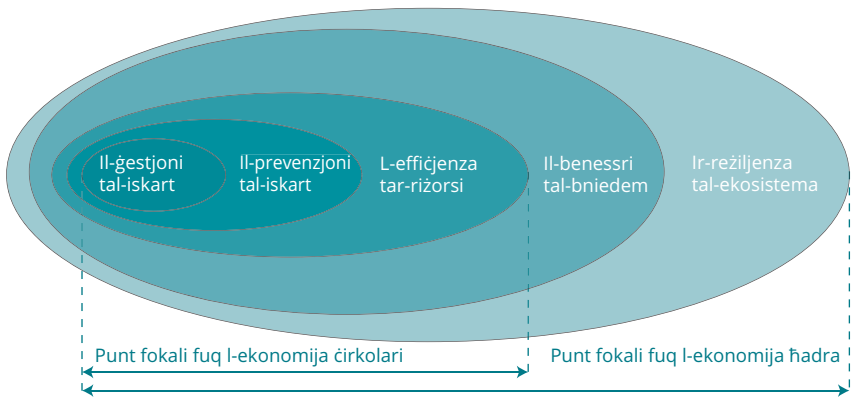 Il-ġestjoni
tal-iskart
Il-prevenzjoni
tal-iskart
L-effiċjenza
tar-riżorsi
Il-benessri
tal-bniedem
Ir-reżiljenza
tal-ekosistema
Punt fokali fuq l-ekonomija ċirkolari
Punt fokali fuq l-ekonomija ħadra